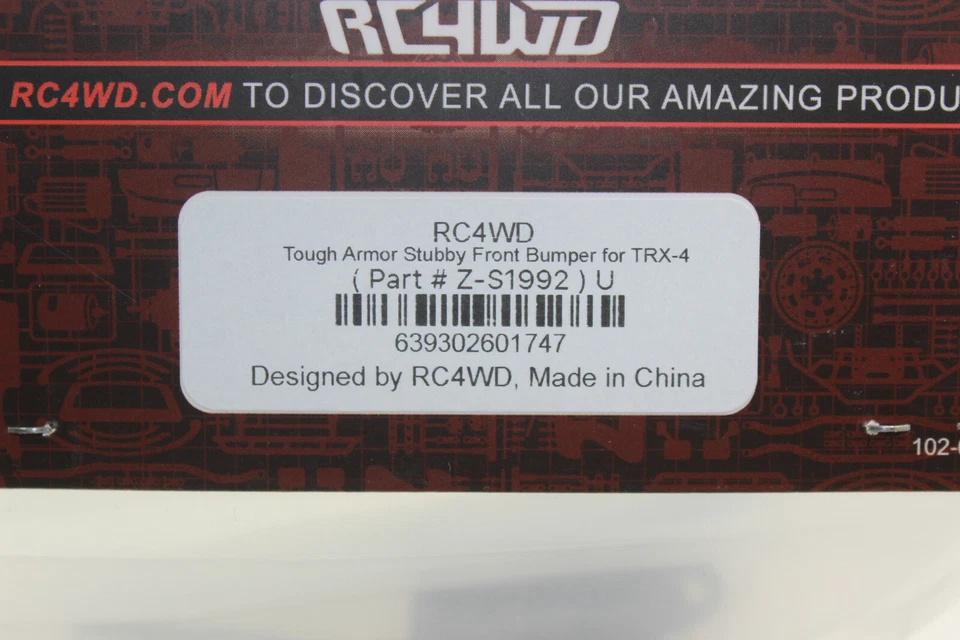 RC4WD
RC4WD.COM TO DISCOVER ALL OUR AMAZING PRODU
RC4WD
Tough Armor Stubby Front Bumper for TRX-4
( Part # Z-S1992 ) U
639302601747
Designed by RC4WD, Made in China
102-